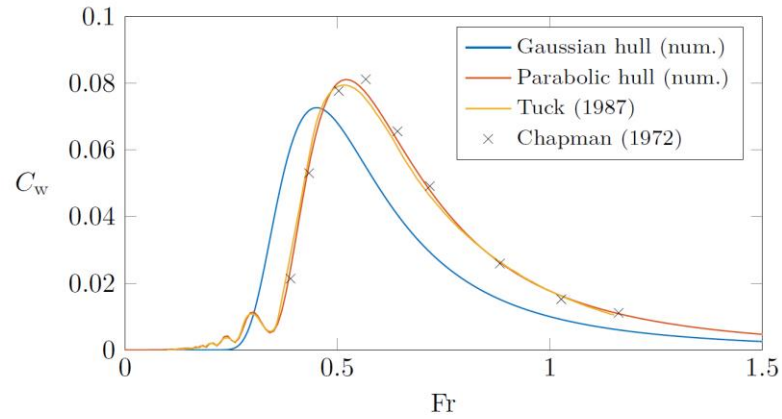 0.1
0.08
0.06
0.04
0.02
0
C_w
Gaussian hull (num.)
Parabolic hull (num.)
Tuck (1987)
Chapman (1972)
0
0.5
1
1.5
Fr